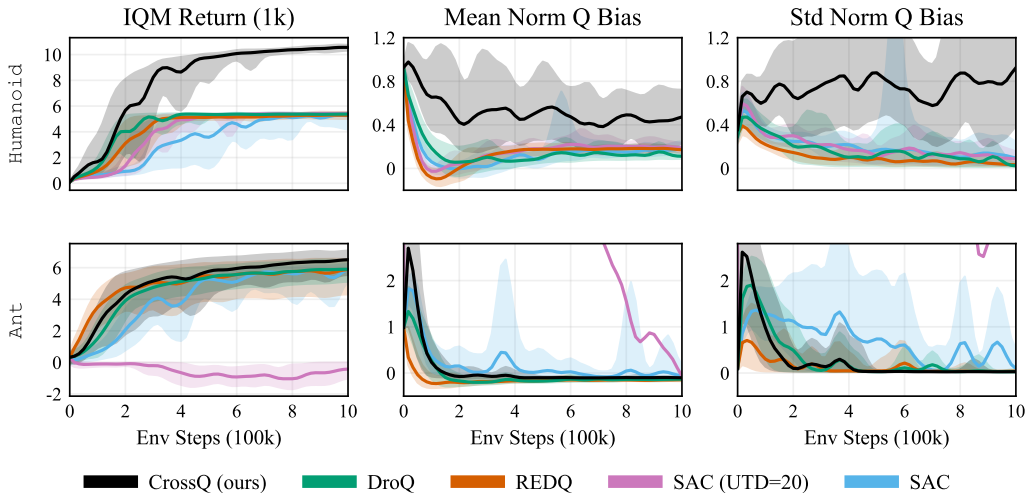 IQM Return (1k)
Mean Norm Q Bias
Std Norm Q Bias
Humanoid
10
8
6
4
2
0
1.2
0.8
0.4
0
1.2
0.8
0.4
0
Ant
6
4
2
0
-2
2
1
0
2
1
0
0 2 4 6 8 10
0 2 4 6 8 10
0 2 4 6 8 10
Env Steps (100k)
Env Steps (100k)
Env Steps (100k)
CrossQ (ours) DroQ REDQ SAC (UTD=20) SAC